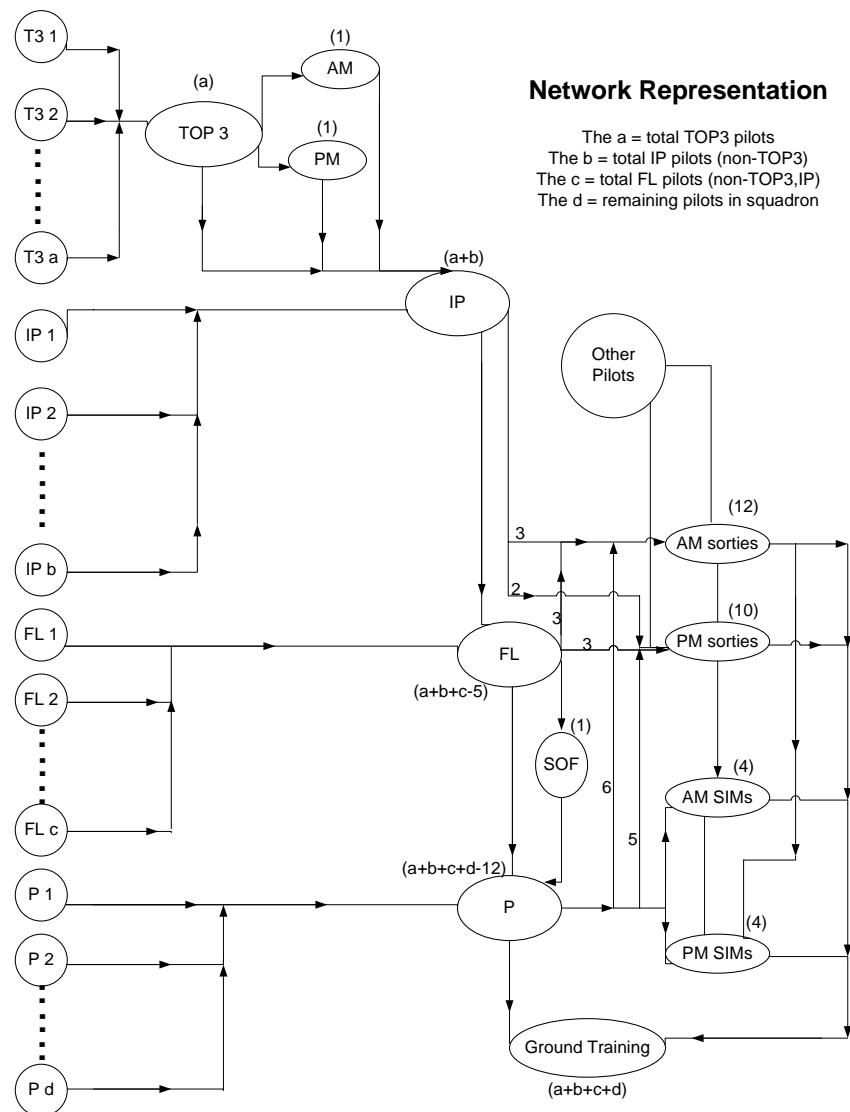 T3 1
(1)
AM
(a)
Network Representation
T3 2
TOP 3
(1)
PM
The a = total TOP3 pilots
The b = total IP pilots (non-TOP3)
The c = total FL pilots (non-TOP3,IP)
The d = remaining pilots in squadron
T3 a
(a+b)
IP
IP 1
Other
Pilots
IP 2
(12)
3
AM sorties
IP b
2
(10)
3
FL 1
3
PM sorties
FL
(a+b+c-5)
FL 2
(1)
SOF
(4)
6
AM SIMs
FL c
5
(a+b+c+d-12)
P 1
P
(4)
P 2
PM SIMs
Ground Training
P d
(a+b+c+d)